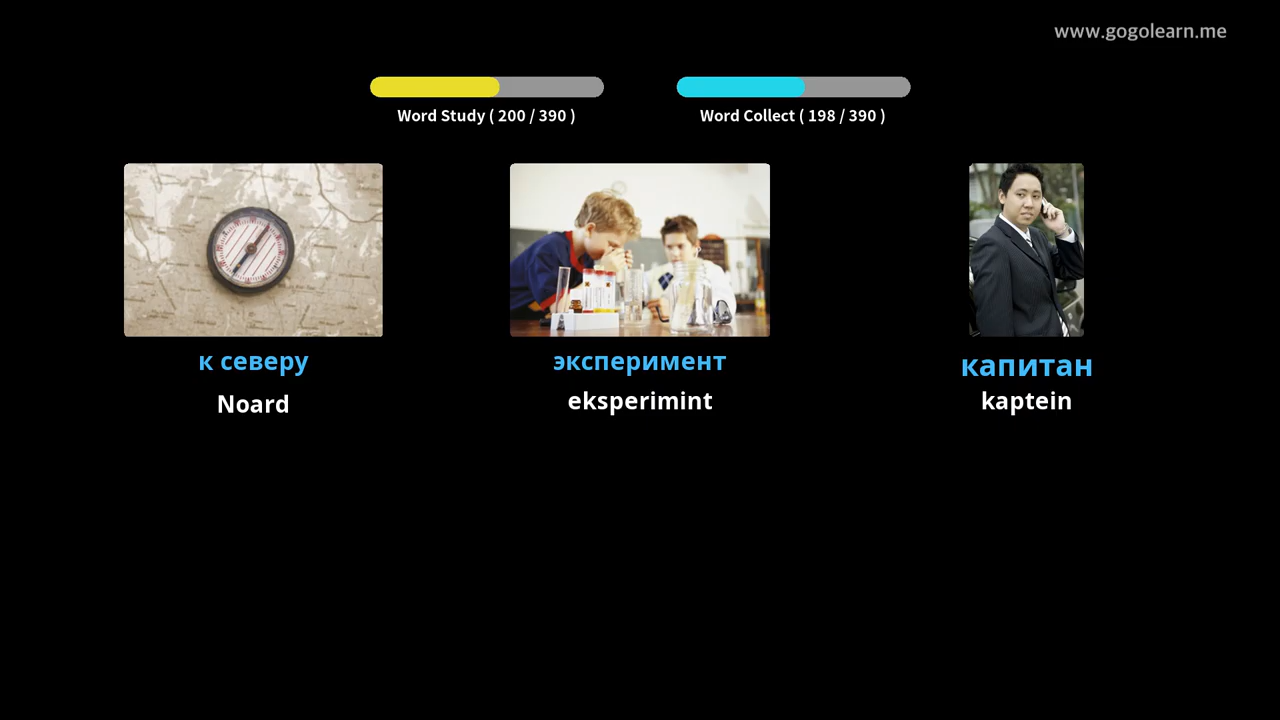 www.gogolearn.me
Word Study ( 200 / 390 )
Word Collect ( 198 / 390 )
к северу
эксперимент
капитан
Noard
eksperimint
kaptein